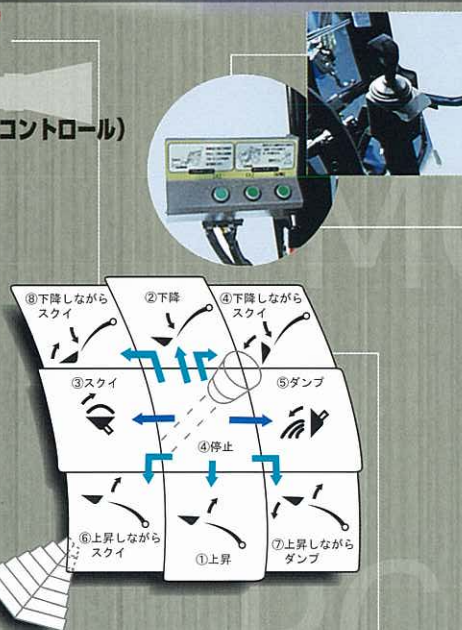 コントロール)
⑧下降しながら
スクイ
②下降
④下降しながら
スクイ
③スクイ
⑤ダンプ
④停止
⑥上昇しながら
スクイ
①上昇
⑦上昇しながら
ダンプ